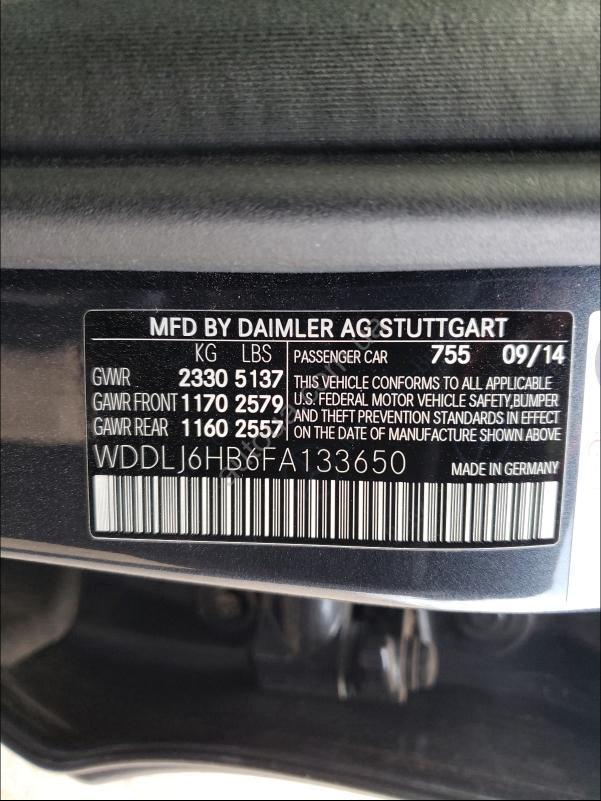 MFD BY DAIMLER AG STUTTGART
KG LBS
PASSENGER CAR 755 09/14
GVWR 2330 5137
GAWR FRONT 1170 2579
GAWR REAR 1160 2557
THIS VEHICLE CONFORMS TO ALL APPLICABLE
U.S. FEDERAL MOTOR VEHICLE SAFETY,BUMPER
AND THEFT PREVENTION STANDARDS IN EFFECT
ON THE DATE OF MANUFACTURE SHOWN ABOVE
WDDLJ6HB6FA133650
MADE IN GERMANY